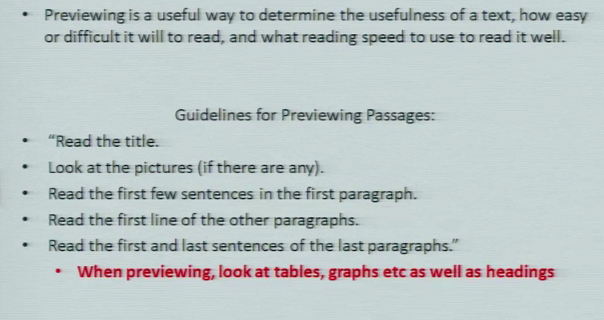 • Previewing is a useful way to determine the usefulness of a text, how easy
or difficult it will to read, and what reading speed to use to read it well.
Guidelines for Previewing Passages:
• "Read the title.
• Look at the pictures (if there are any).
• Read the first few sentences in the first paragraph.
• Read the first line of the other paragraphs.
• Read the first and last sentences of the last paragraphs."
• When previewing, look at tables, graphs etc as well as headings